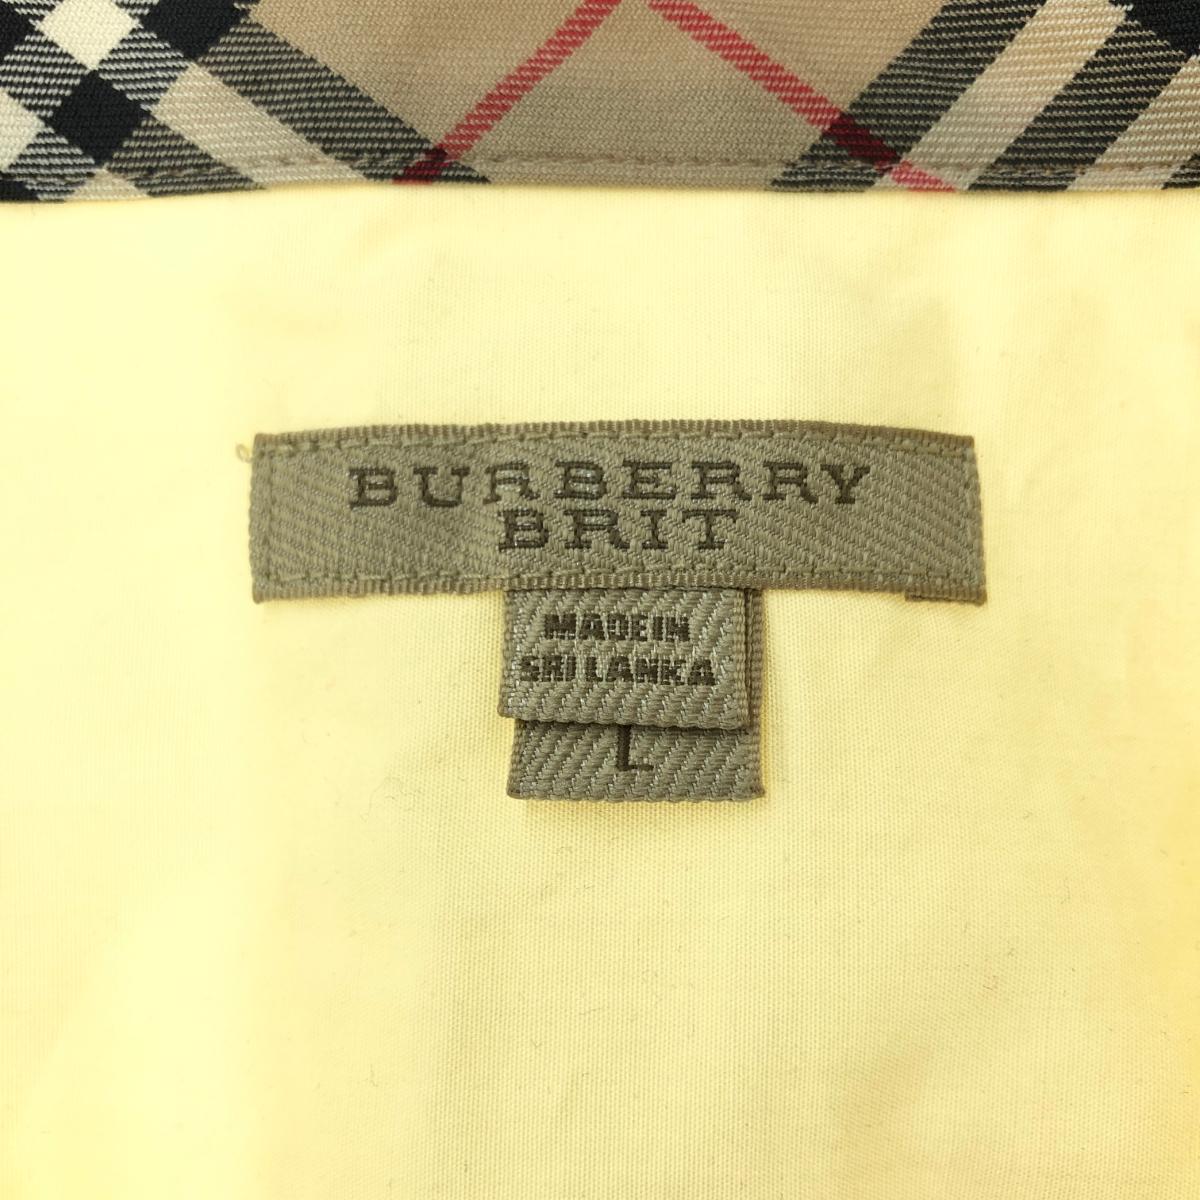 BURBERRY
BRIT
MADE IN
SRI LANKA
L